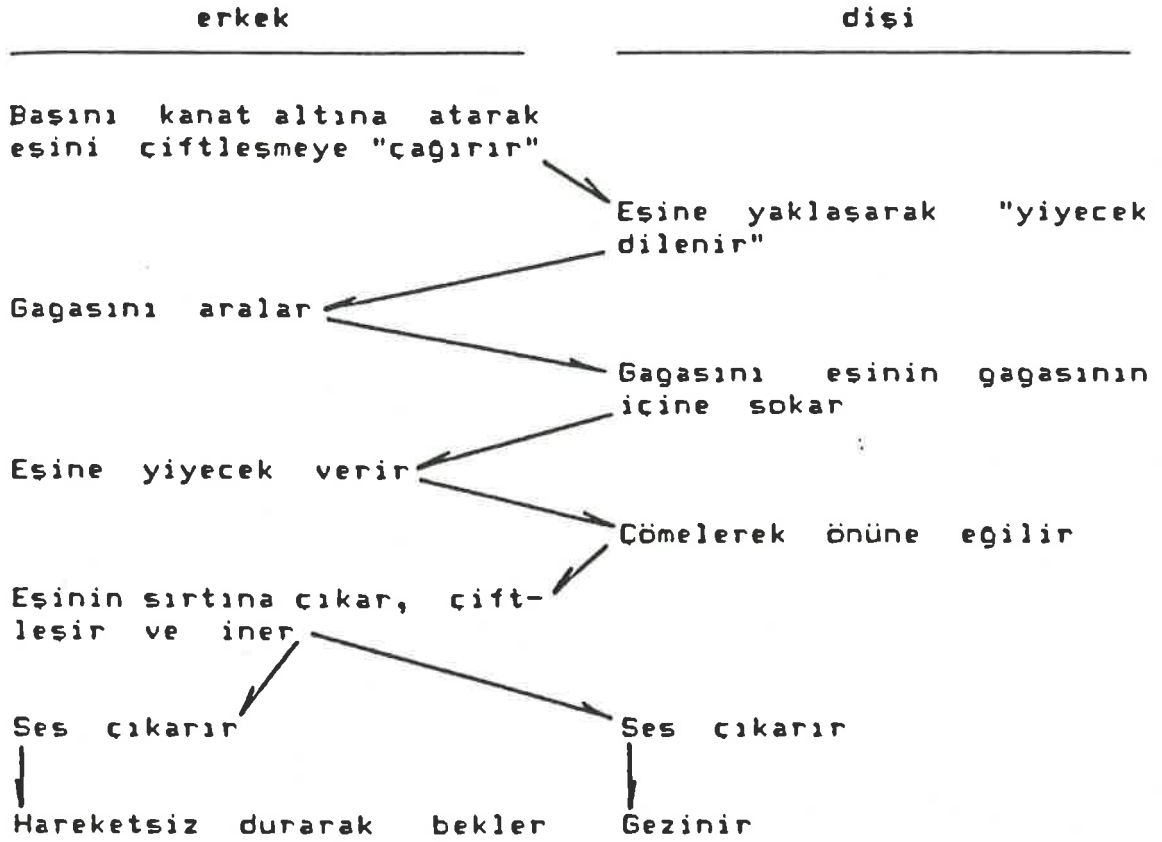 erkek dişi
Başını kanat altına atarak
eşini çiftleşmeye "çağırır"
Eşine yaklaşarak "yiyecek
dilenir"
Gagasını aralar
Gagasını eşinin gagasının
içine sokar
Eşine yiyecek verir
Çömelerek önüne eğilir
Eşinin sırtına çıkar, çift-
leşir ve iner
Ses çıkarır Ses çıkarır
Hareketsiz durarak bekler Gezinir